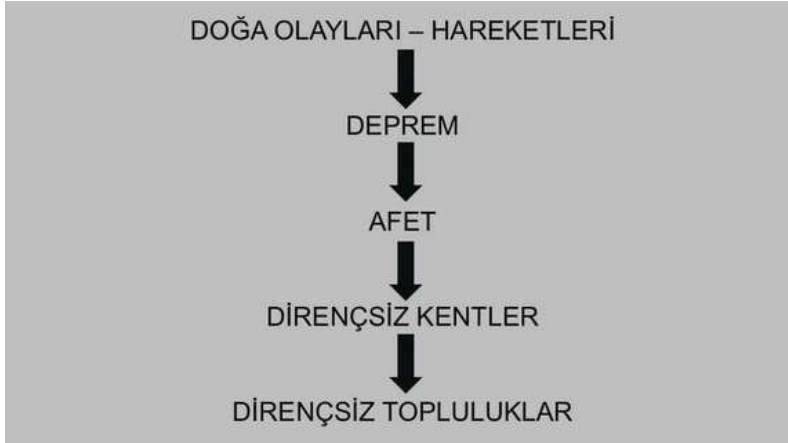 DOĞA OLAYLARI – HAREKETLERİ
DEPREM
AFET
DİRENÇSİZ KENTLER
DİRENÇSİZ TOPLULUKLAR